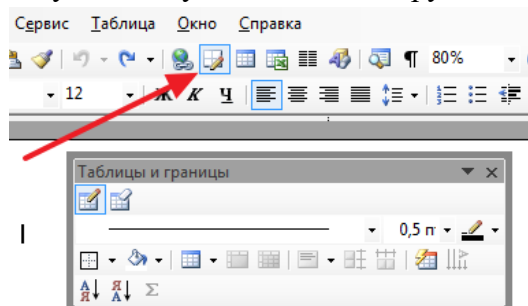 Сервис Таблица Окно Справка
¶ 80%
12 Ж К Ч
Таблицы и границы
0,5 п
А Я Я А Σ